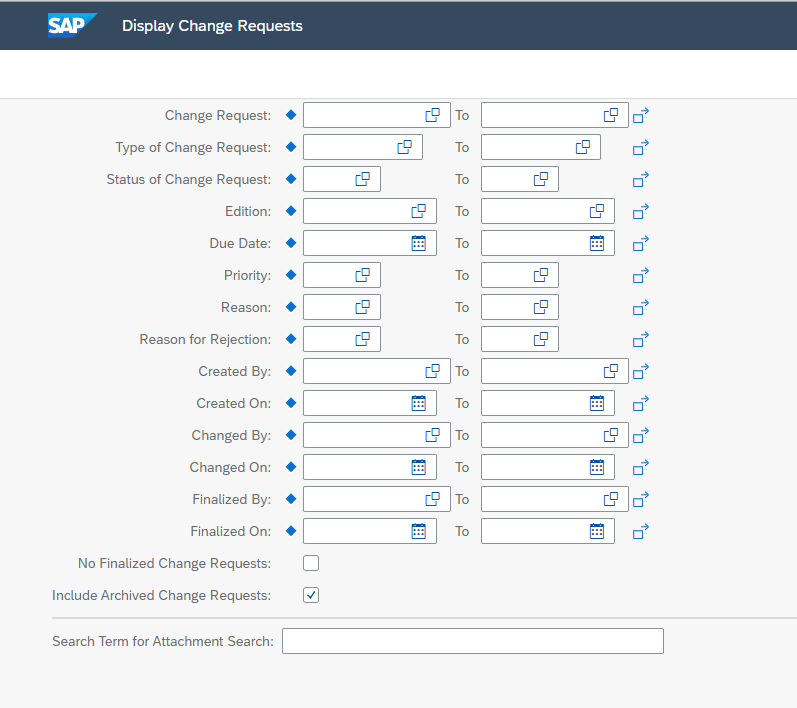 SAP Display Change Requests
Change Request: To
Type of Change Request: To
Status of Change Request: To
Edition: To
Due Date: To
Priority: To
Reason: To
Reason for Rejection: To
Created By: To
Created On: To
Changed By: To
Changed On: To
Finalized By: To
Finalized On: To
No Finalized Change Requests:
Include Archived Change Requests:
Search Term for Attachment Search: